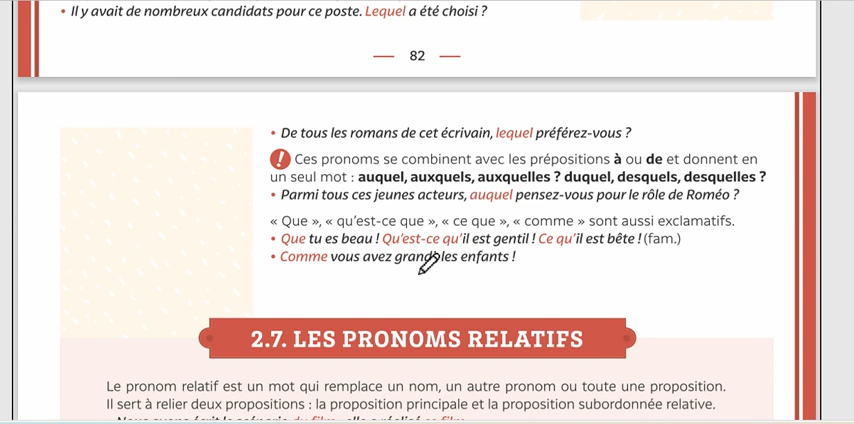 • Il y avait de nombreux candidats pour ce poste. Lequel a été choisi ?
82
• De tous les romans de cet écrivain, lequel préférez-vous ?
! Ces pronoms se combinent avec les prépositions à ou de et donnent en
un seul mot : auquel, auxquels, auxquelles ? duquel, desquels, desquelles ?
• Parmi tous ces jeunes acteurs, auquel pensez-vous pour le rôle de Roméo ?
« Que », « qu’est-ce que », « ce que », « comme » sont aussi exclamatifs.
• Que tu es beau ! Qu’est-ce qu’il est gentil ! Ce qu’il est bête ! (fam.)
• Comme vous avez grandi les enfants !
2.7. LES PRONOMS RELATIFS
Le pronom relatif est un mot qui remplace un nom, un autre pronom ou toute une proposition.
Il sert à relier deux propositions : la proposition principale et la proposition subordonnée relative.